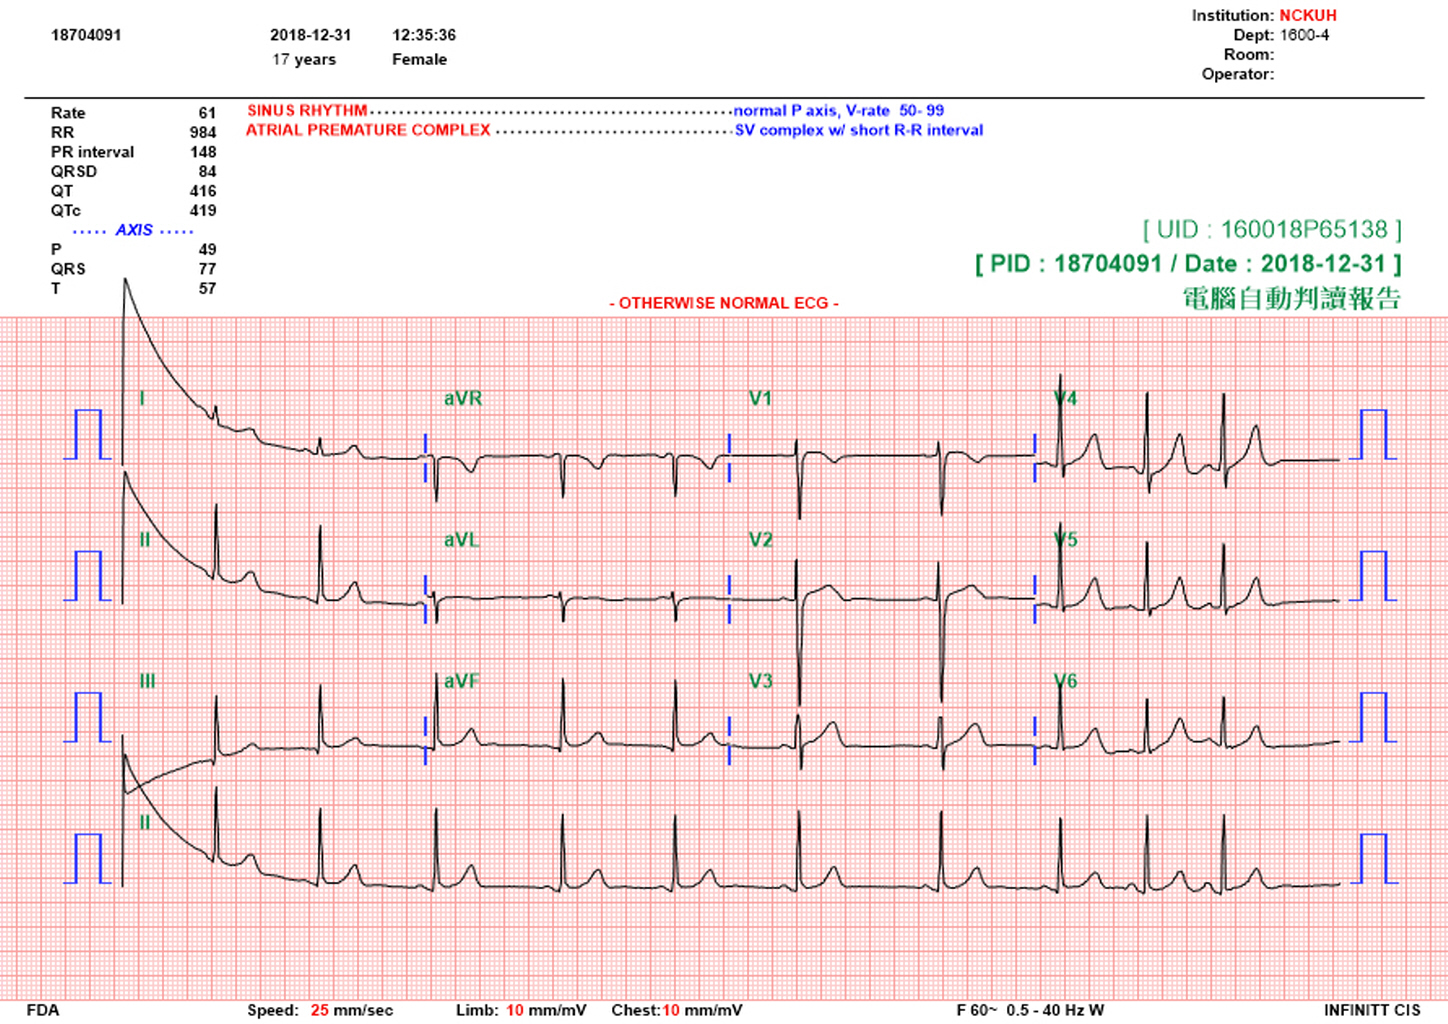 Institution: NCKUH
18704091 2018-12-31 12:35:36 Dept: 1600-4
17 years Female Room:
Operator:
Rate 61 SINUS RHYTHM normal P axis, V-rate 50- 99
RR 984 ATRIAL PREMATURE COMPLEX SV complex w/ short R-R interval
PR interval 148
QRSD 84
QT 416
QTc 419
····· AXIS ·····
P 49
QRS 77
T 57
[ UID : 160018P65138 ]
[ PID : 18704091 / Date : 2018-12-31 ]
電腦自動判讀報告
- OTHERWISE NORMAL ECG -
I aVR V1 V4
II aVL V2 V5
III aVF V3 V6
II
FDA Speed: 25 mm/sec Limb: 10 mm/mV Chest:10 mm/mV F 60~ 0.5 - 40 Hz W INFINITT CIS